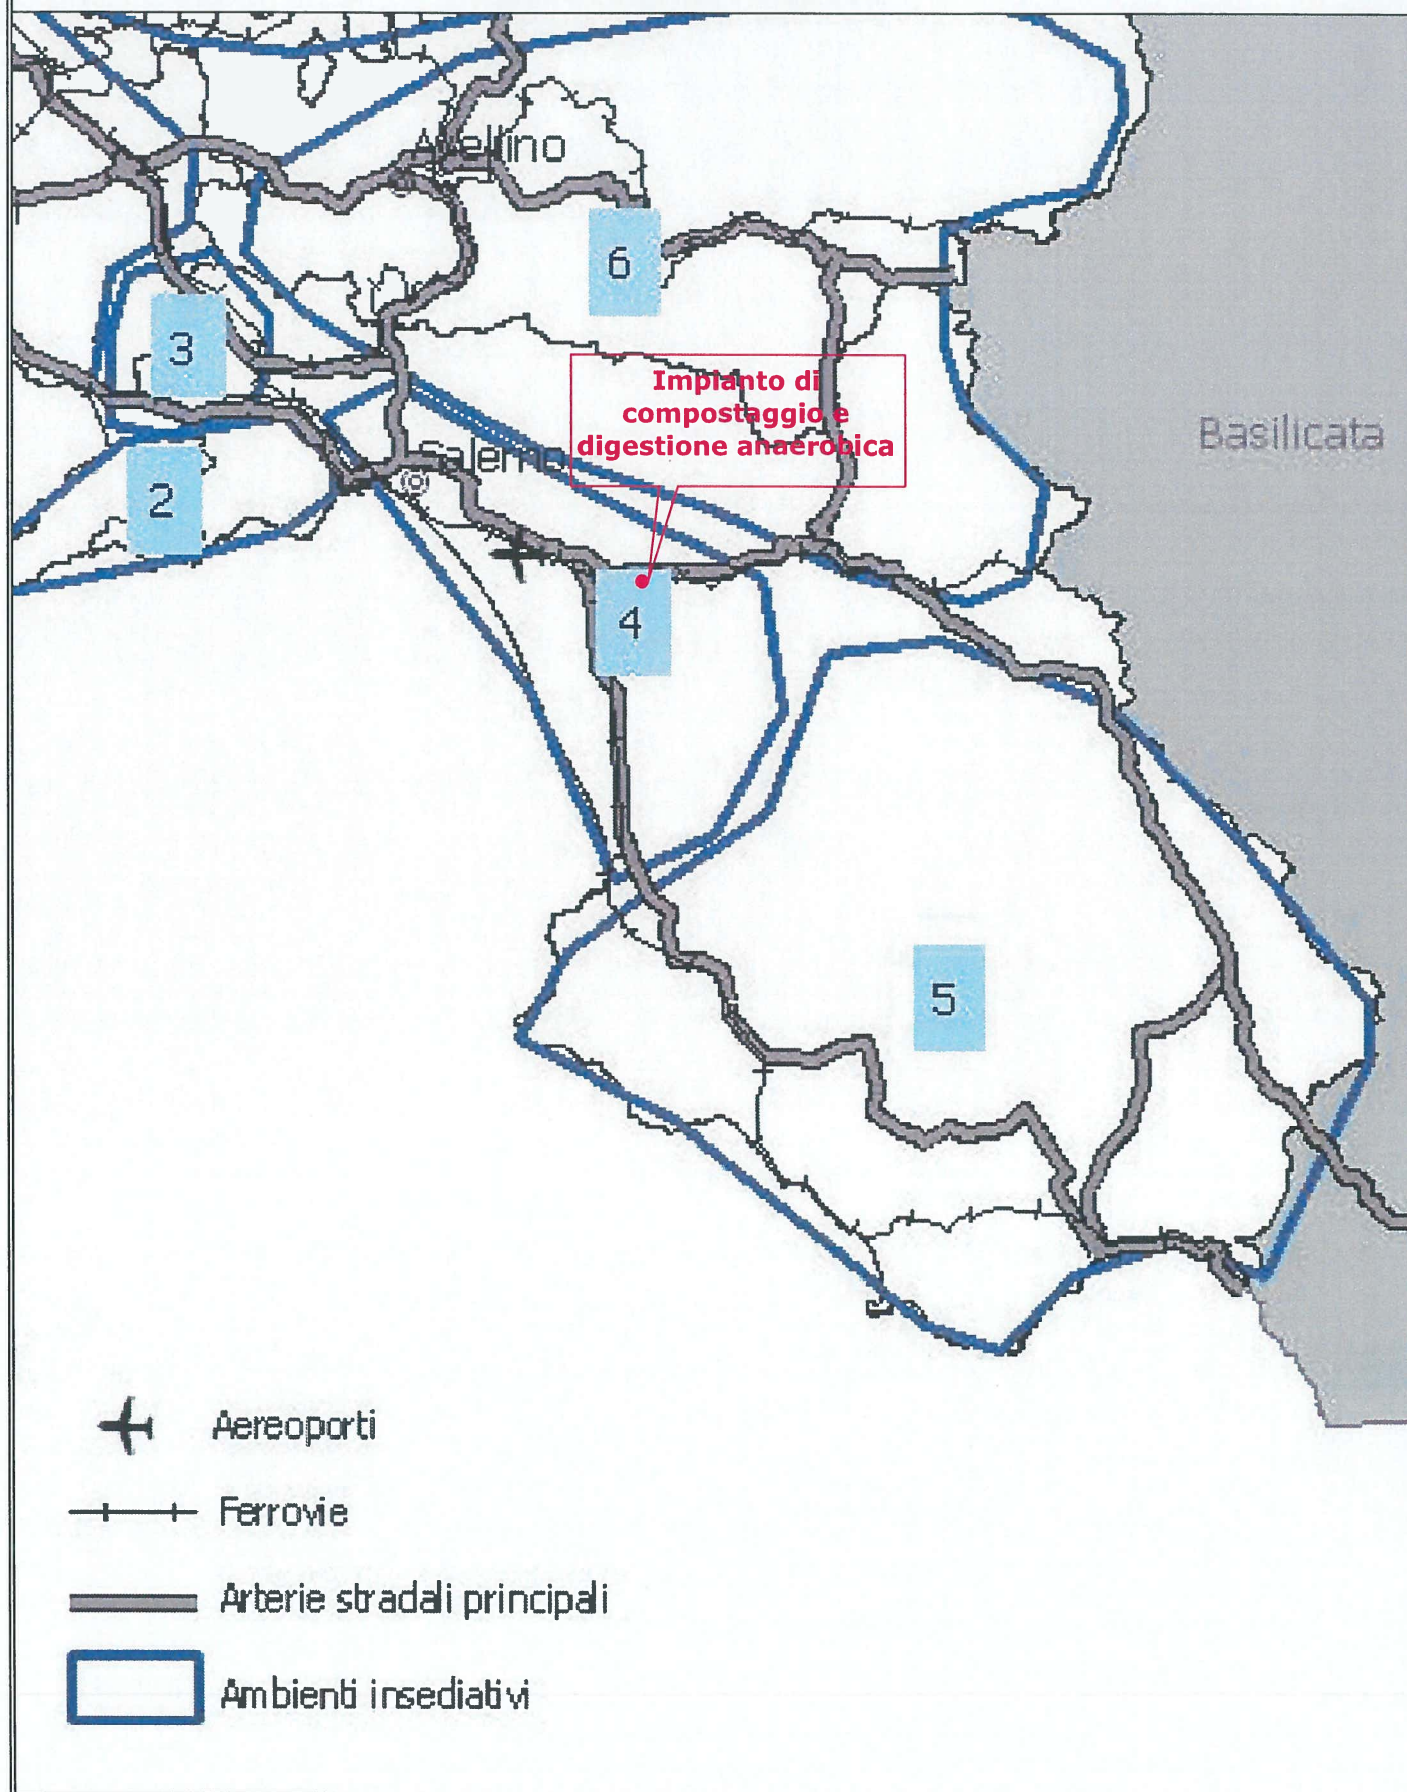 Avellino
6
3
Impianto di
compostaggio e
digestione anaerobica
Basilicata
Salerno
2
4
5
Aereoporti
Ferrovie
Arterie stradali principali
Ambienti insediativi